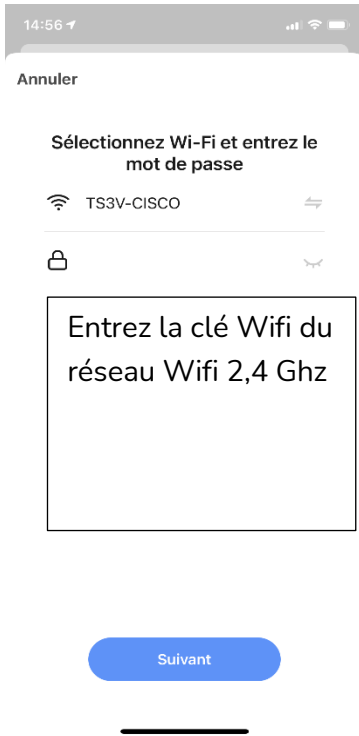 14:56
Annuler
Sélectionnez Wi-Fi et entrez le
mot de passe
TS3V-CISCO
Entrez la clé Wifi du
réseau Wifi 2,4 Ghz
Suivant